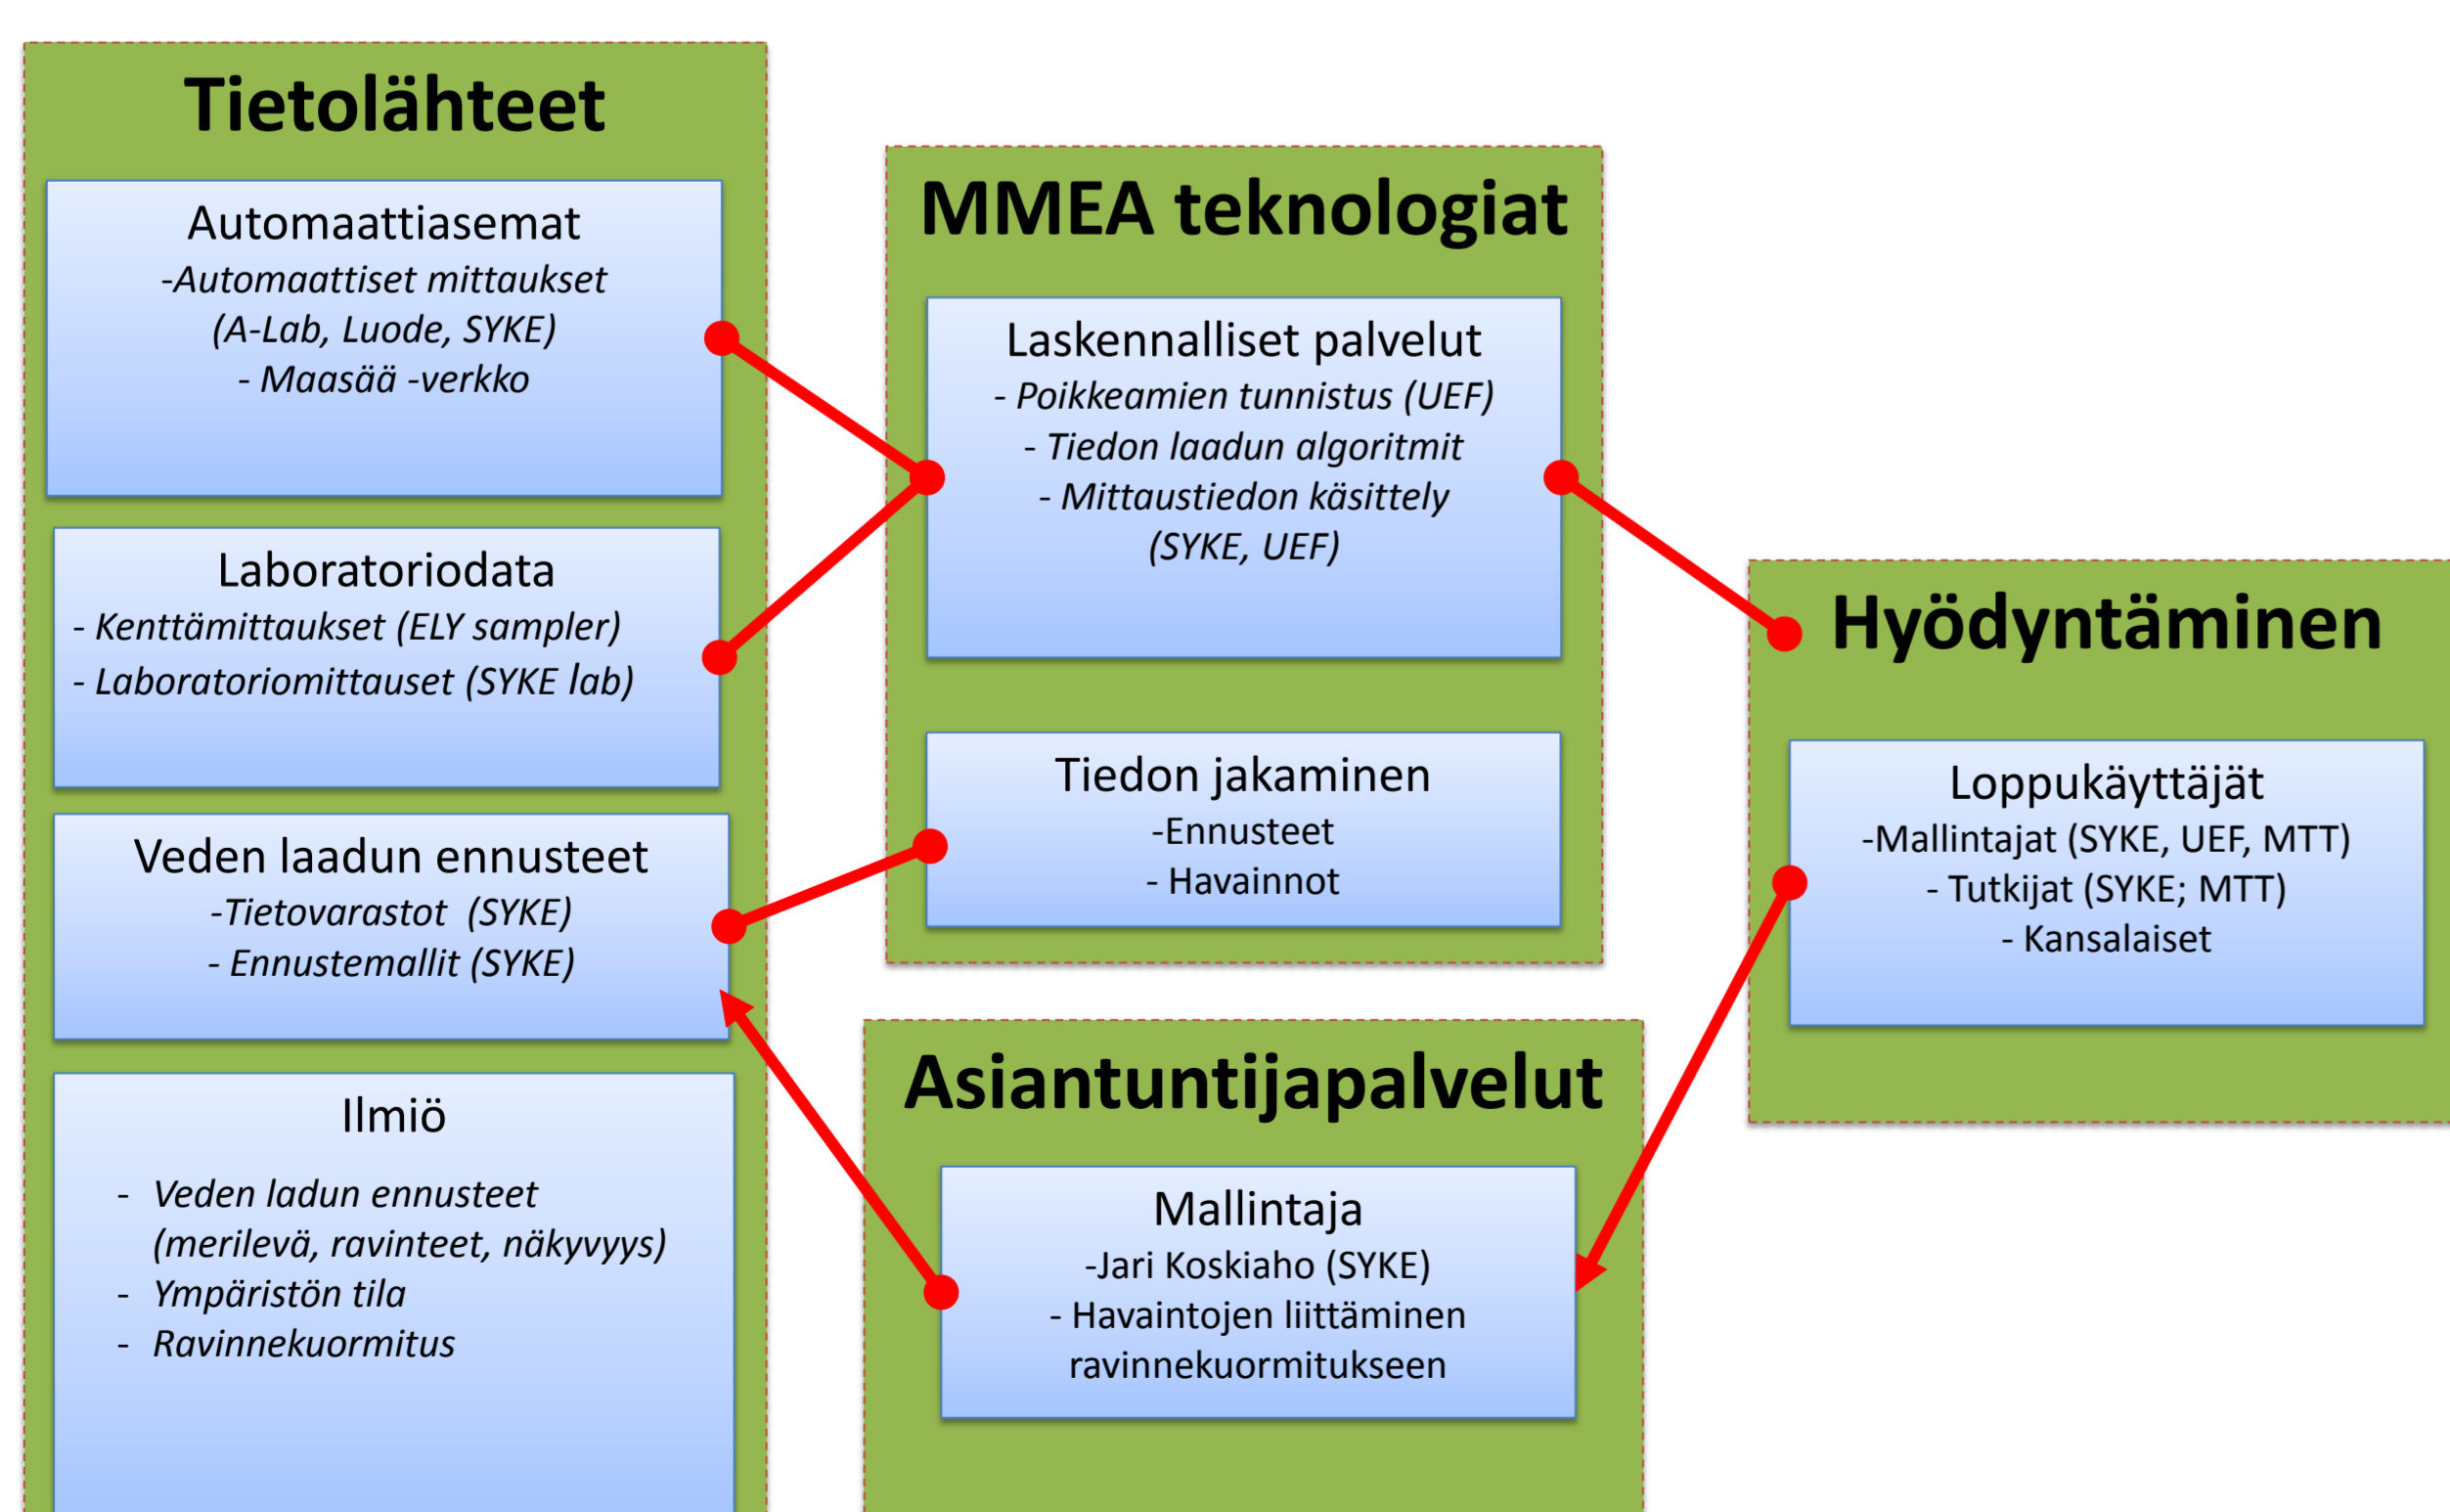 Tietolähteet
Automaattiasemat
-Automaattiset mittaukset
(A-Lab, Luode, SYKE)
- Maasää -verkko
Laboratoriodata
- Kenttämittaukset (ELY sampler)
- Laboratoriomittauset (SYKE lab)
Veden laadun ennusteet
-Tietovarastot (SYKE)
- Ennustemallit (SYKE)
Ilmiö
- Veden ladun ennusteet
(merilevä, ravinteet, näkyvyys)
- Ympäristön tila
- Ravinnekuormitus
MMEA teknologiat
Laskennalliset palvelut
- Poikkeamien tunnistus (UEF)
- Tiedon laadun algoritmit
- Mittaustiedon käsittely
(SYKE, UEF)
Tiedon jakaminen
-Ennusteet
- Havainnot
Asiantuntijapalvelut
Mallintaja
-Jari Koskiaho (SYKE)
- Havaintojen liittäminen
ravinnekuormitukseen
Hyödyntäminen
Loppukäyttäjät
-Mallintajat (SYKE, UEF, MTT)
- Tutkijat (SYKE; MTT)
- Kansalaiset